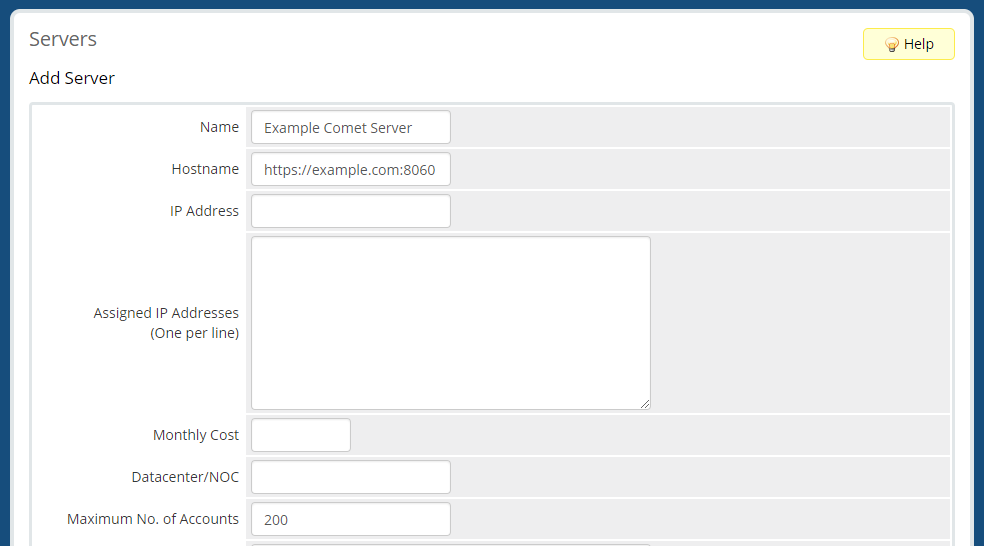 Servers
Help
Add Server
Name
Example Comet Server
Hostname
https://example.com:8060
IP Address
Assigned IP Addresses
(One per line)
Monthly Cost
Datacenter/NOC
Maximum No. of Accounts
200